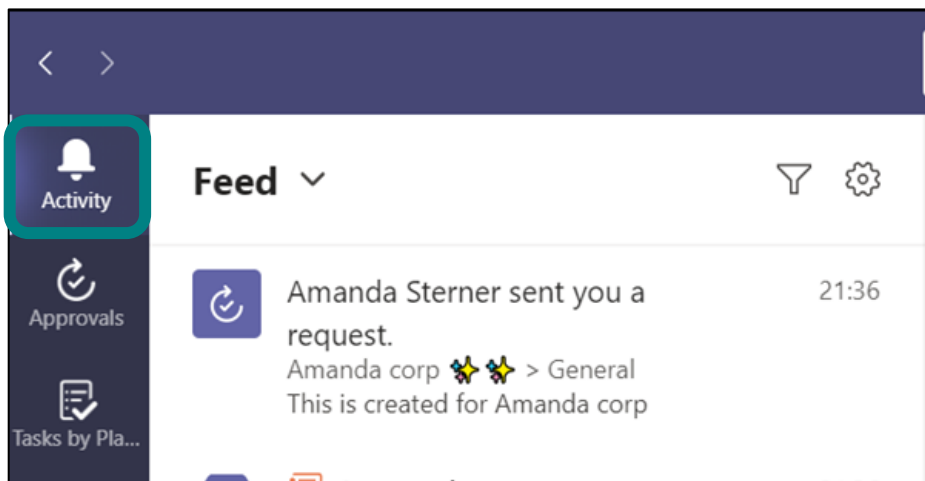 Activity
Feed
Approvals
Amanda Sterner sent you a
21:36
request.
Amanda corp ✨✨ > General
This is created for Amanda corp
Tasks by Pla...